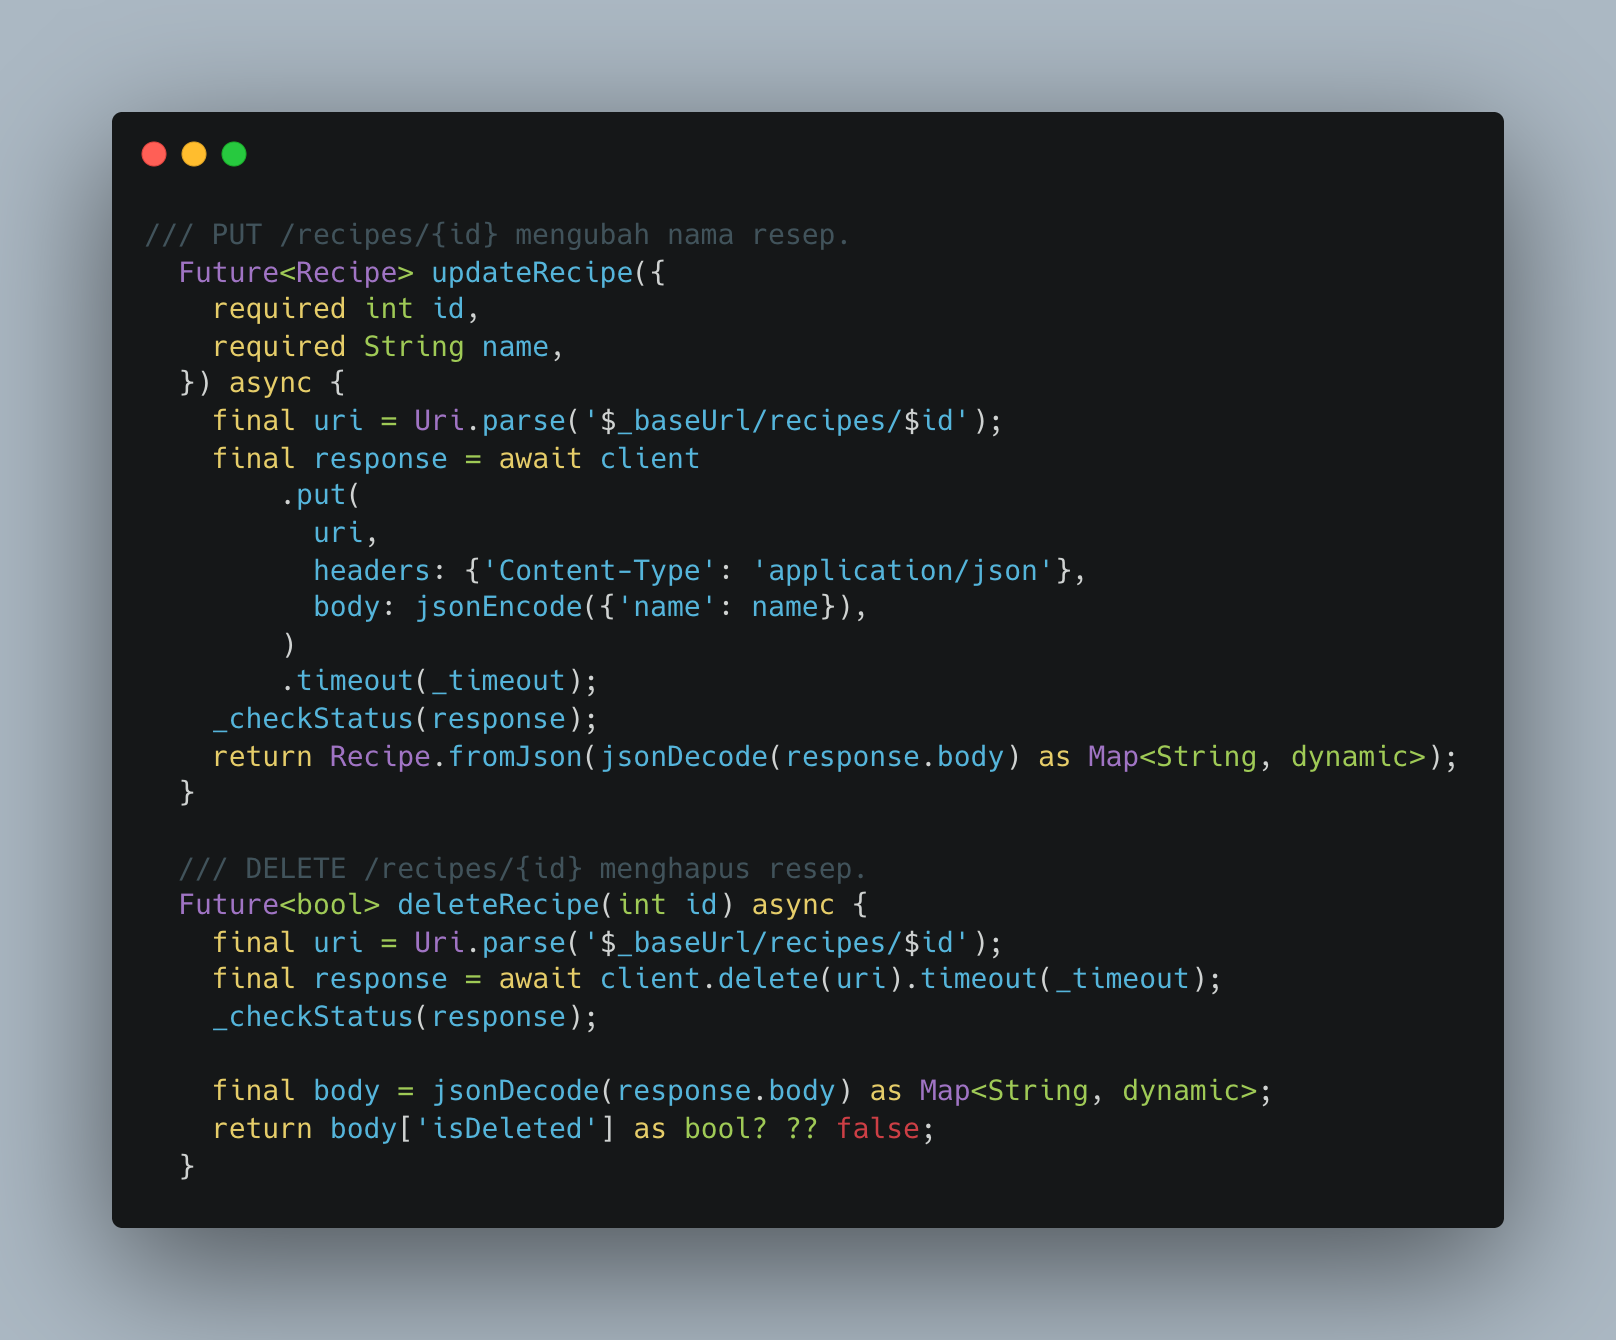 /// PUT /recipes/{id} mengubah nama resep.
  Future<Recipe> updateRecipe({
    required int id,
    required String name,
  }) async {
    final uri = Uri.parse('$_baseUrl/recipes/$id');
    final response = await client
        .put(
          uri,
          headers: {'Content-Type': 'application/json'},
          body: jsonEncode({'name': name}),
        )
        .timeout(_timeout);
    _checkStatus(response);
    return Recipe.fromJson(jsonDecode(response.body) as Map<String, dynamic>);
  }

  /// DELETE /recipes/{id} menghapus resep.
  Future<bool> deleteRecipe(int id) async {
    final uri = Uri.parse('$_baseUrl/recipes/$id');
    final response = await client.delete(uri).timeout(_timeout);
    _checkStatus(response);

    final body = jsonDecode(response.body) as Map<String, dynamic>;
    return body['isDeleted'] as bool? ?? false;
  }